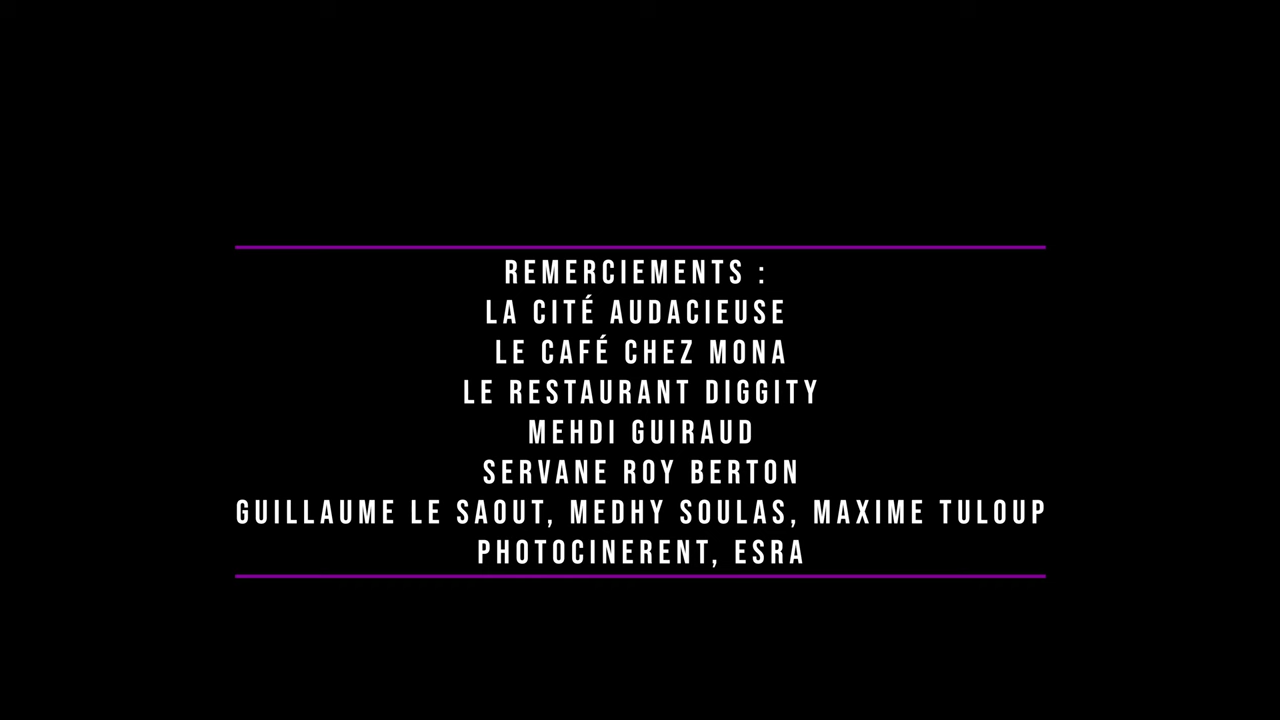 REMERCIEMENTS :
LA CITÉ AUDACIEUSE
LE CAFÉ CHEZ MONA
LE RESTAURANT DIGGITY
MEHDI GUIRAUD
SERVANE ROY BERTON
GUILLAUME LE SAOUT, MEDHY SOULAS, MAXIME TULOUP
PHOTOCINERENT, ESRA